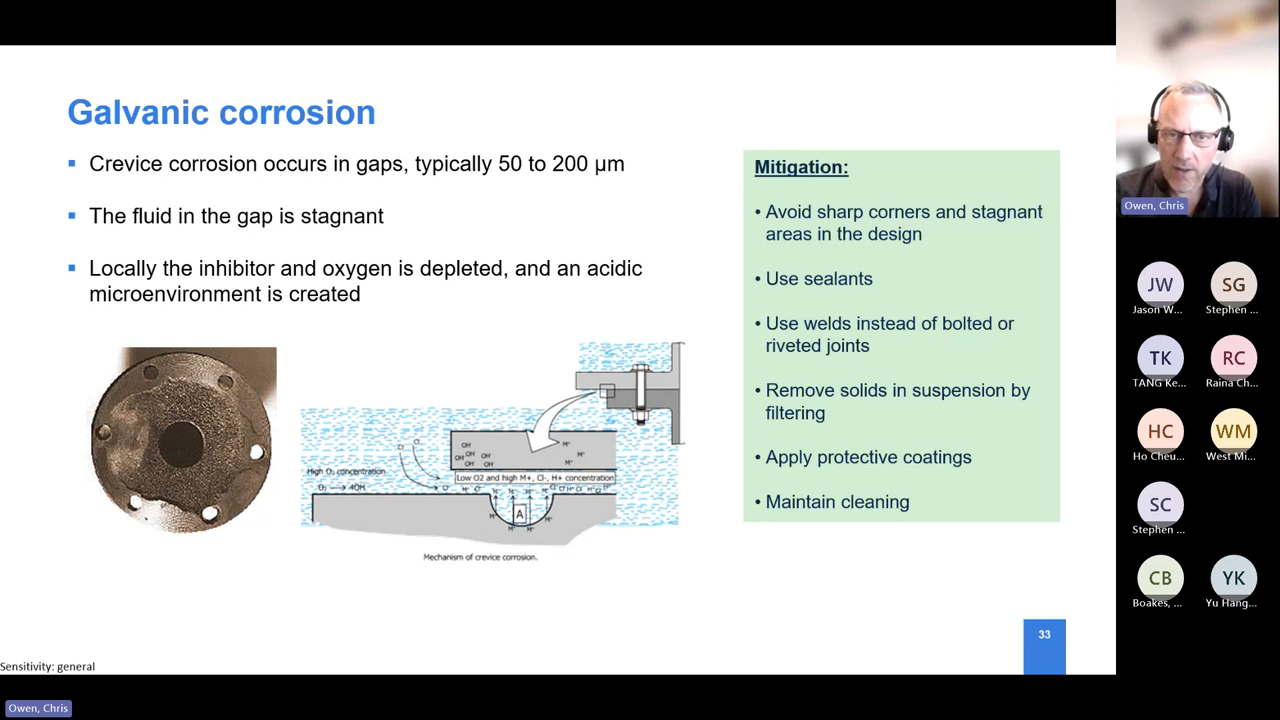 Galvanic corrosion
▪ Crevice corrosion occurs in gaps, typically 50 to 200 µm
▪ The fluid in the gap is stagnant
▪ Locally the inhibitor and oxygen is depleted, and an acidic
microenvironment is created
High O₂ concentration
O₂ → 4OH
Low O2 and high M+, Cl-, H+ concentration
A
Mechanism of crevice corrosion.
Mitigation:
• Avoid sharp corners and stagnant
areas in the design
• Use sealants
• Use welds instead of bolted or
riveted joints
• Remove solids in suspension by
filtering
• Apply protective coatings
• Maintain cleaning
33
Sensitivity: general
Owen, Chris
Owen, Chris
JW
Jason W...
SG
Stephen ...
TK
TANG Ke...
RC
Raina Ch...
HC
Ho Cheu...
WM
West Mi...
SC
Stephen ...
CB
Boakes, ...
YK
Yu Hang...